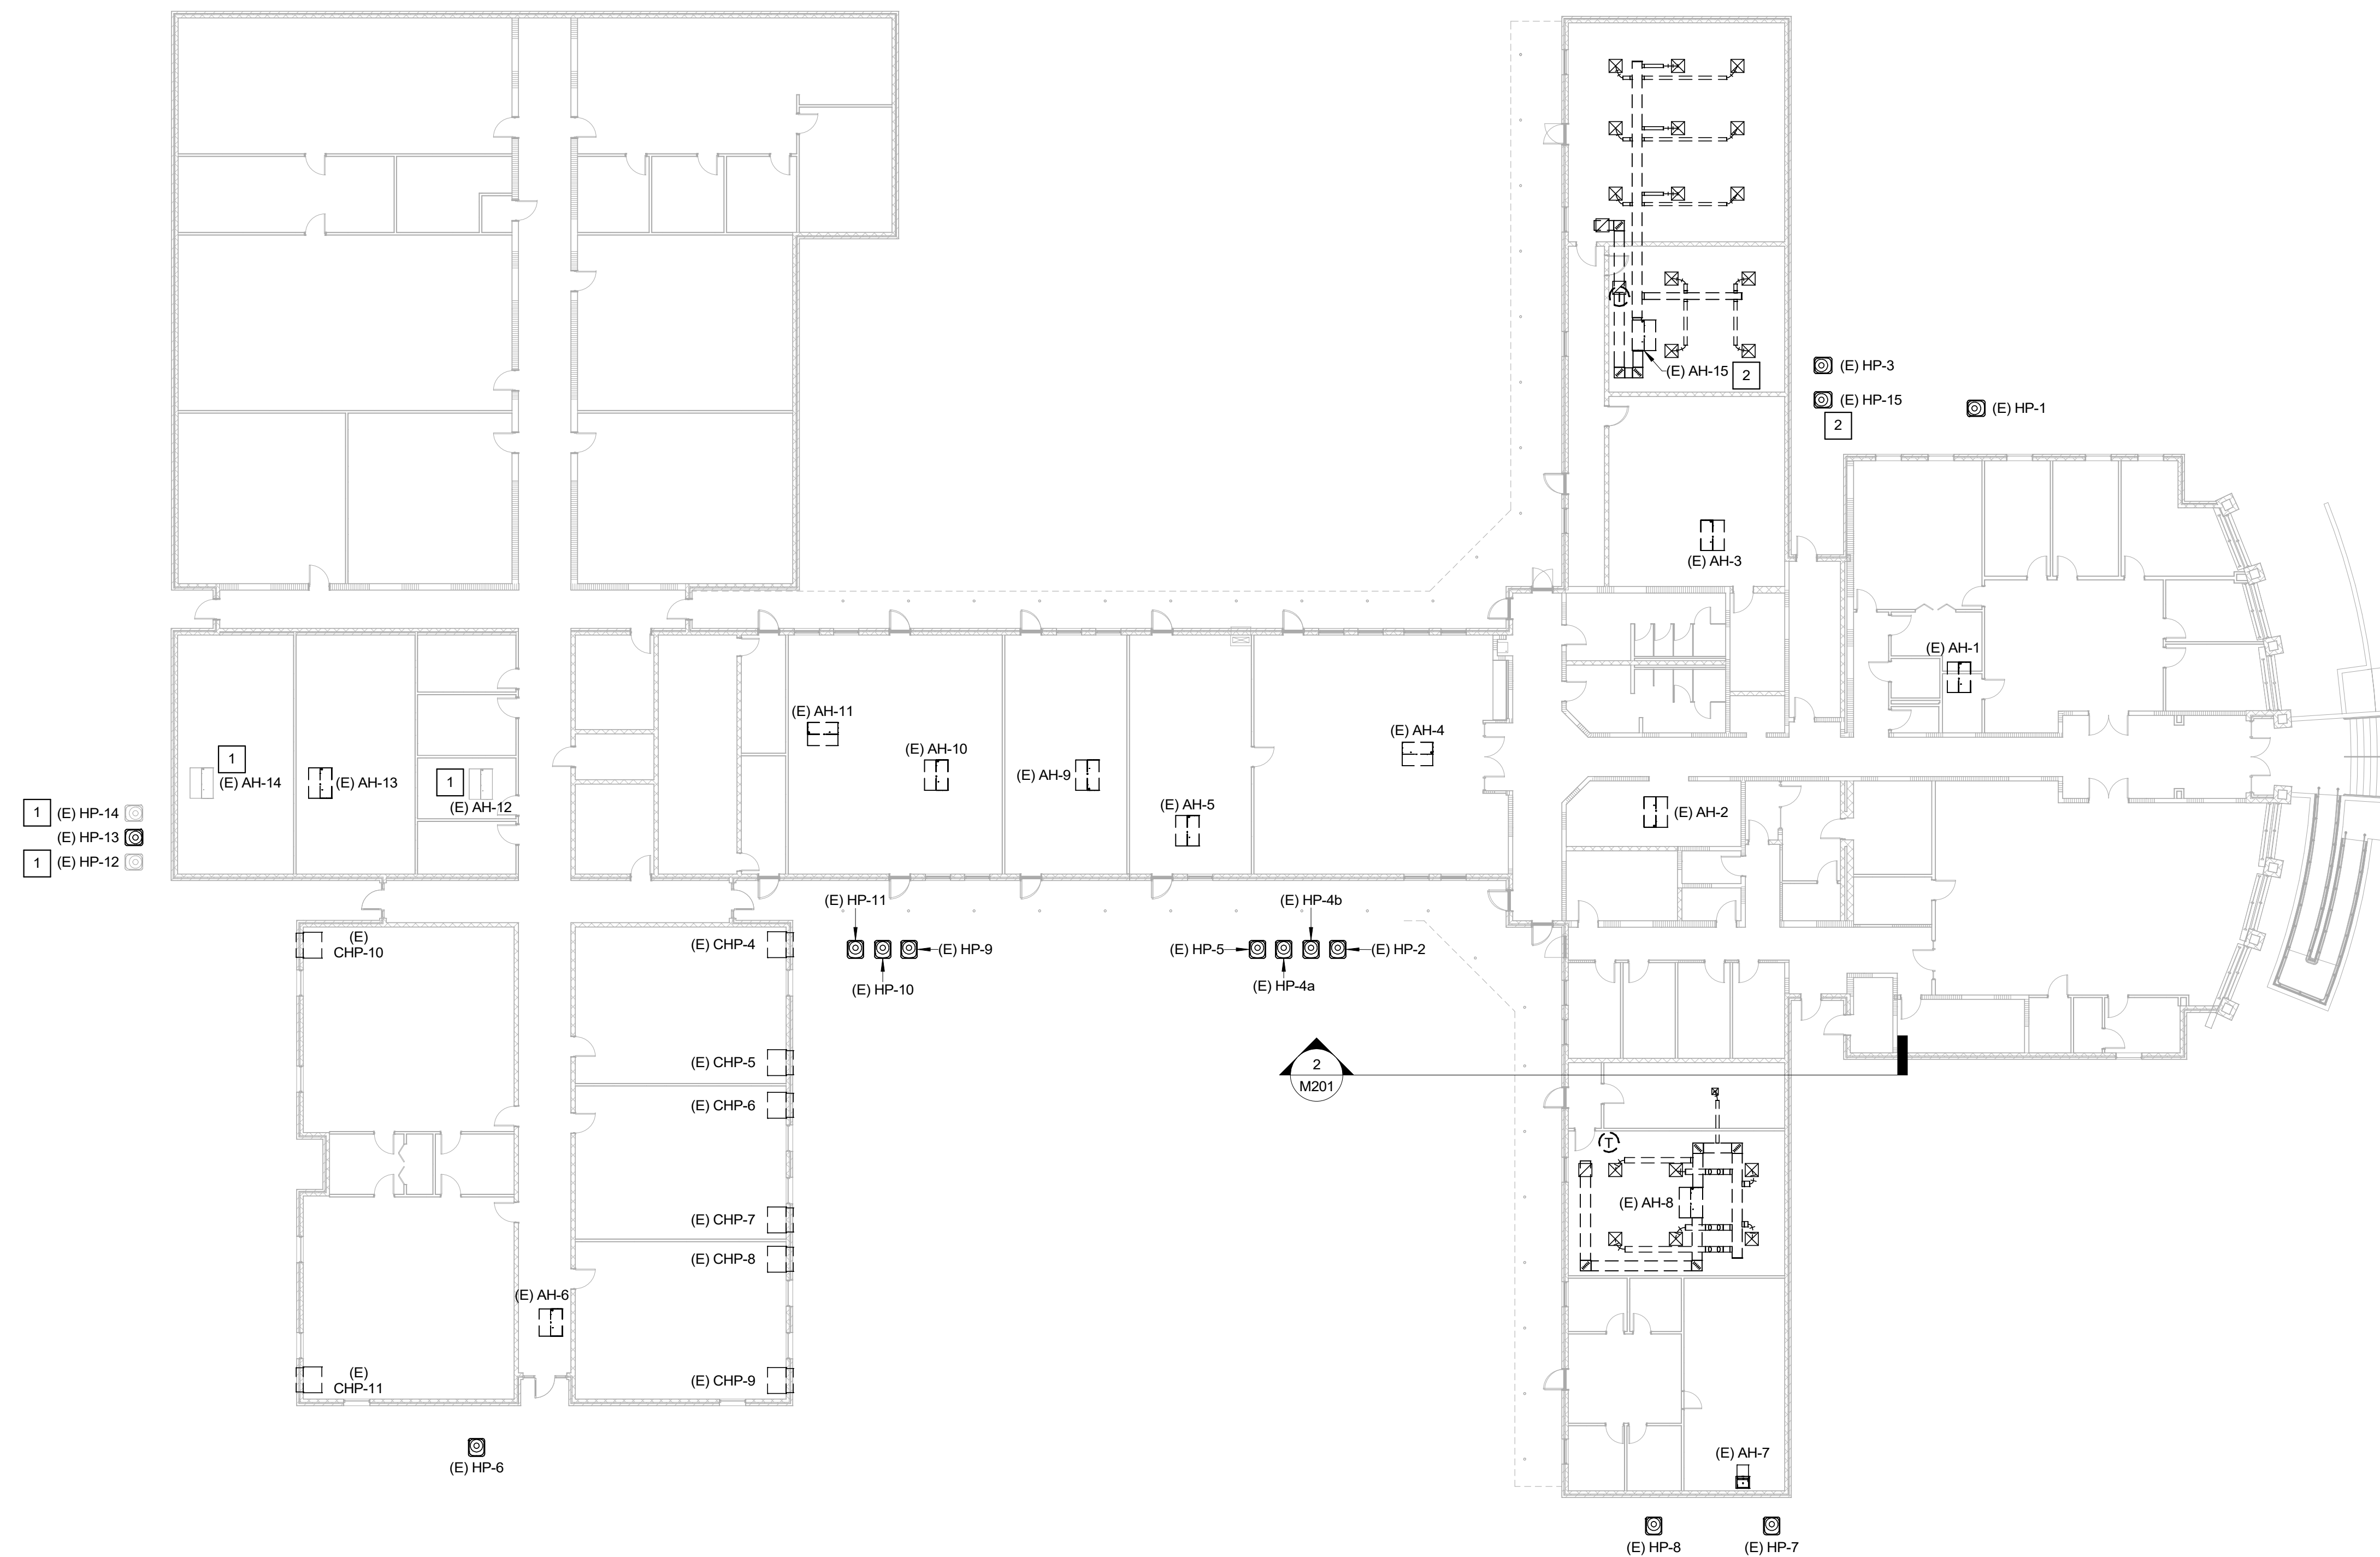 (E) HP-3
(E) AH-15
2
(E) HP-15
2
(E) HP-1
T
(E) AH-3
(E) AH-1
(E) AH-11
(E) AH-10
(E) AH-4
1
(E) AH-14
(E) AH-13
1
(E) AH-12
(E) AH-9
(E) AH-5
(E) AH-2
1
(E) HP-14
(E) HP-13
1
(E) HP-12
(E) HP-11
(E) HP-9
(E) HP-10
(E) HP-4b
(E) HP-5
(E) HP-2
(E) HP-4a
(E)
CHP-10
(E) CHP-4
(E) CHP-5
(E) CHP-6
2
M201
T
(E) CHP-7
(E) AH-8
(E) CHP-8
(E) AH-6
(E)
CHP-11
(E) CHP-9
(E) AH-7
(E) HP-6
(E) HP-8
(E) HP-7